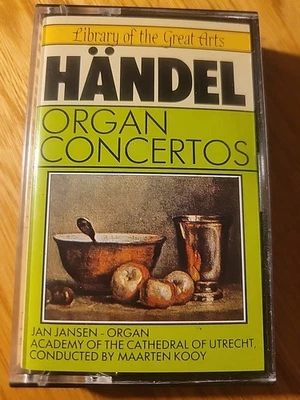 Library of the Great Arts
HÄNDEL
ORGAN
CONCERTOS
JAN JANSEN - ORGAN
ACADEMY OF THE CATHEDRAL OF UTRECHT,
CONDUCTED BY MAARTEN KOOY